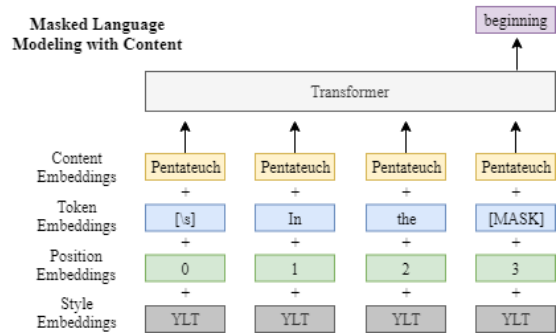 Masked Language
Modeling with Content
beginning
Transformer
Content
Embeddings
Pentateuch Pentateuch Pentateuch Pentateuch
+ + + +
Token
Embeddings
[\s] In the [MASK]
+ + + +
Position
Embeddings
0 1 2 3
+ + + +
Style
Embeddings
YLT YLT YLT YLT